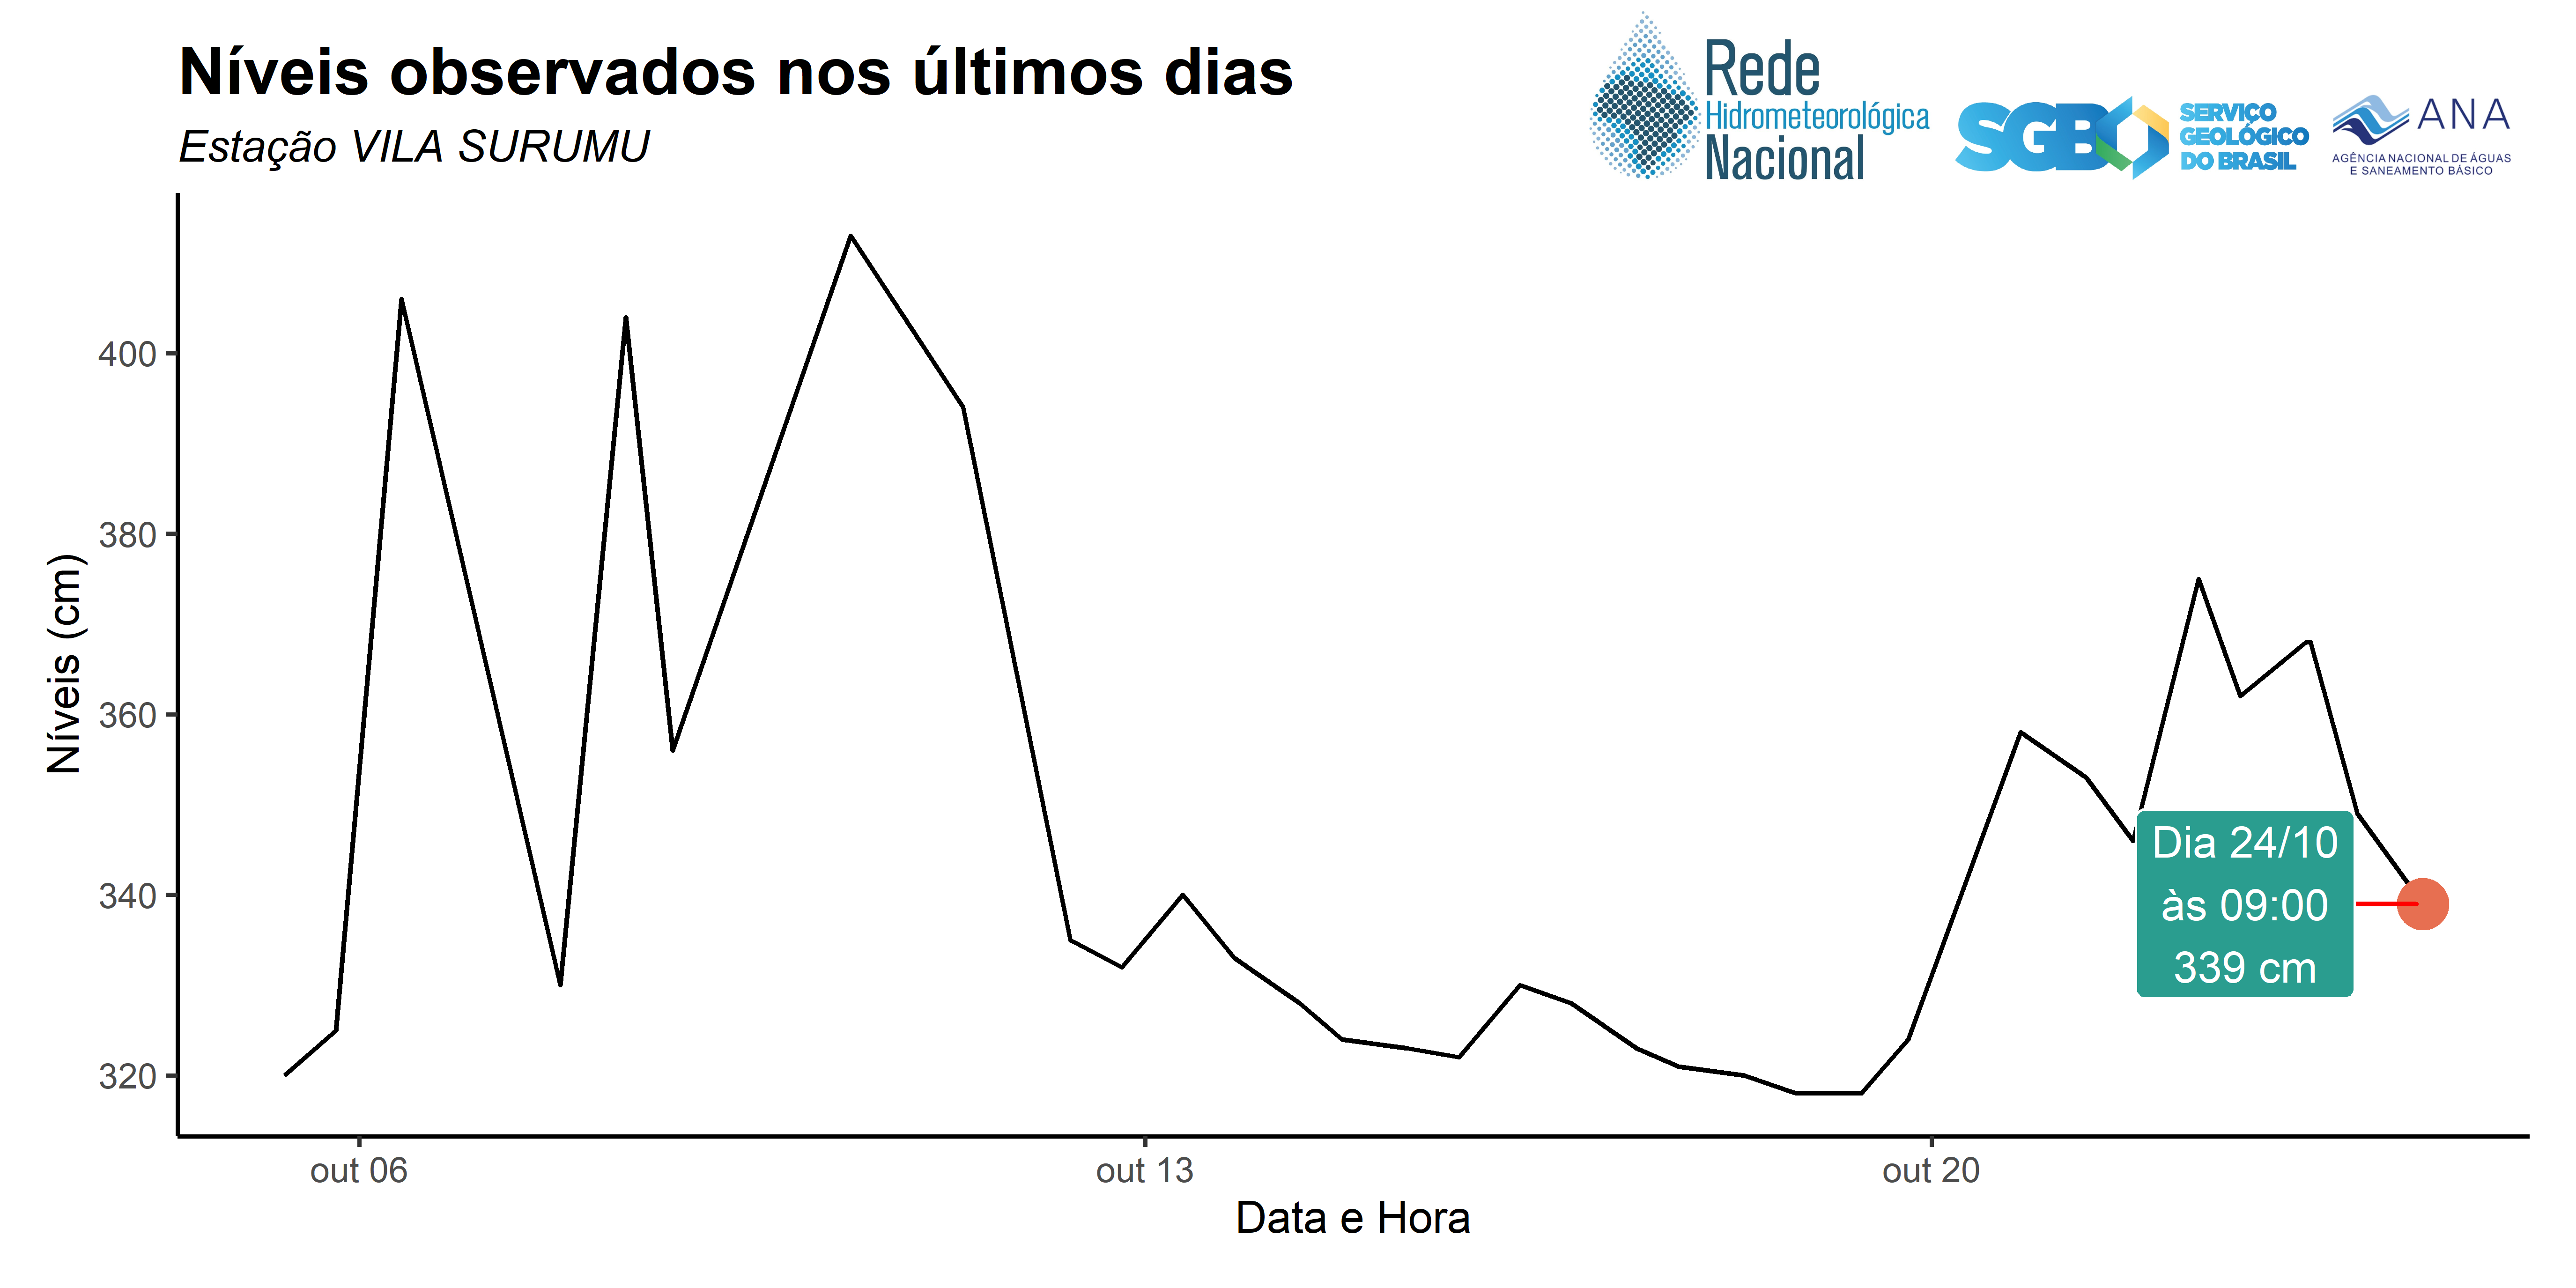 Níveis observados nos últimos dias
Estação VILA SURUMU
Rede
Hidrometeorológica
Nacional
SGB
SERVIÇO
GEOLÓGICO
DO BRASIL
ANA
AGÊNCIA NACIONAL DE ÁGUAS
E SANEAMENTO BÁSICO
Níveis (cm)
400
380
360
340
320
Dia 24/10
às 09:00
339 cm
out 06
out 13
out 20
Data e Hora